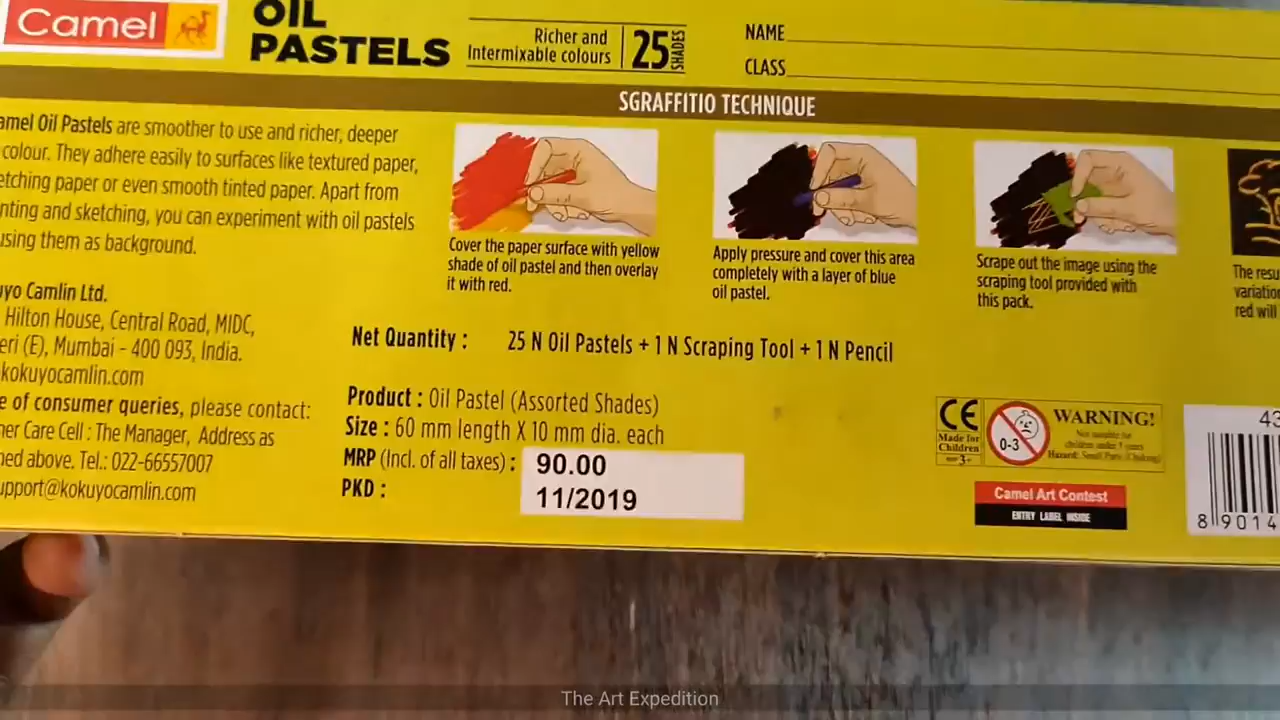 Camel
OIL
PASTELS
Richer and
Intermixable colours
25
SHADES
NAME
CLASS
SGRAFFITIO TECHNIQUE
amel Oil Pastels are smoother to use and richer, deeper
colour. They adhere easily to surfaces like textured paper,
etching paper or even smooth tinted paper. Apart from
nting and sketching, you can experiment with oil pastels
using them as background.
Cover the paper surface with yellow
shade of oil pastel and then overlay
it with red.
Apply pressure and cover this area
completely with a layer of blue
oil pastel.
Scrape out the image using the
scraping tool provided with
this pack.
The resu
variatio
red will
uyo Camlin Ltd.
Hilton House, Central Road, MIDC,
eri (E), Mumbai - 400 093, India.
kokuyocamlin.com
e of consumer queries, please contact:
er Care Cell : The Manager, Address as
ned above. Tel.: 022-66557007
upport@kokuyocamlin.com
Net Quantity : 25 N Oil Pastels + 1 N Scraping Tool + 1 N Pencil
Product : Oil Pastel (Assorted Shades)
Size : 60 mm length X 10 mm dia. each
MRP (Incl. of all taxes) : 90.00
PKD : 11/2019
CE
Made for
Children
3+
0-3
WARNING!
Not suitable for
children under 3 years
Hazard: Small Parts (Choking)
Camel Art Contest
ENTRY LABEL INSIDE
43
8 9014
The Art Expedition